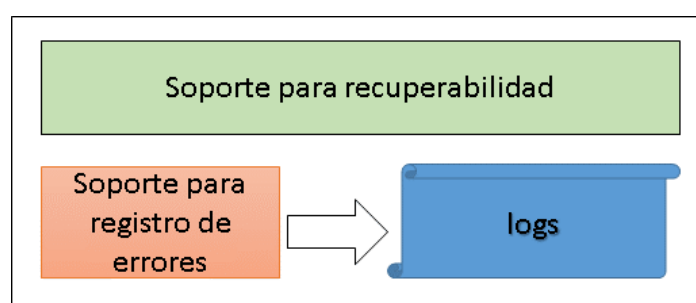 Soporte para recuperabilidad
Soporte para
registro de
errores
logs